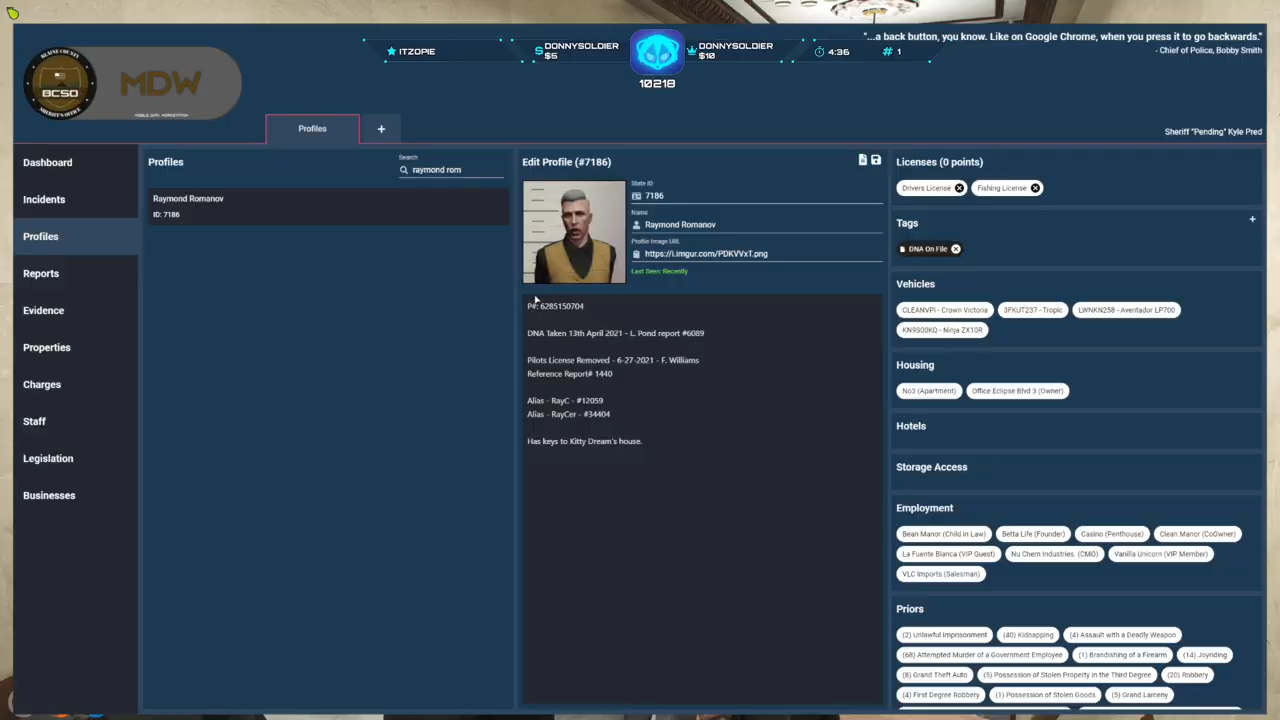 "...a back button, you know. Like on Google Chrome, when you press it to go backwards."
- Chief of Police, Bobby Smith
ITZOPIE
DONNYSOLDIER
$5
DONNYSOLDIER
$10
4:36
# 1
10218
BLAINE COUNTY
BCSO
SHERIFF'S OFFICE
MDW
Profiles
+
Sheriff "Pending" Kyle Pred
Dashboard
Incidents
Profiles
Reports
Evidence
Properties
Charges
Staff
Legislation
Businesses
Profiles
Search
raymond rom
Raymond Romanov
ID: 7186
Edit Profile (#7186)
State ID
7186
Name
Raymond Romanov
Profile Image URL
https://i.imgur.com/PDKVVxT.png
Last Seen: Recently
P#: 6285150704
DNA Taken 13th April 2021 - L. Pond report #6089
Pilots License Removed - 6-27-2021 - F. Williams
Reference Report# 1440
Alias - RayC - #12059
Alias - RayCer - #34404
Has keys to Kitty Dream's house.
Licenses (0 points)
Drivers License
Fishing License
Tags
+
DNA On File
Vehicles
CLEANVPI - Crown Victoria
3FKUT237 - Tropic
LWNKN258 - Aventador LP700
KN9S00KQ - Ninja ZX10R
Housing
No3 (Apartment)
Office Eclipse Blvd 3 (Owner)
Hotels
Storage Access
Employment
Bean Manor (Child in Law)
Betta Life (Founder)
Casino (Penthouse)
Clean Manor (CoOwner)
La Fuente Blanca (VIP Guest)
Nu Chem Industries. (CMO)
Vanilla Unicorn (VIP Member)
VLC Imports (Salesman)
Priors
(2) Unlawful Imprisonment
(40) Kidnapping
(4) Assault with a Deadly Weapon
(68) Attempted Murder of a Government Employee
(1) Brandishing of a Firearm
(14) Joyriding
(8) Grand Theft Auto
(5) Possession of Stolen Property in the Third Degree
(20) Robbery
(4) First Degree Robbery
(1) Possession of Stolen Goods
(5) Grand Larceny